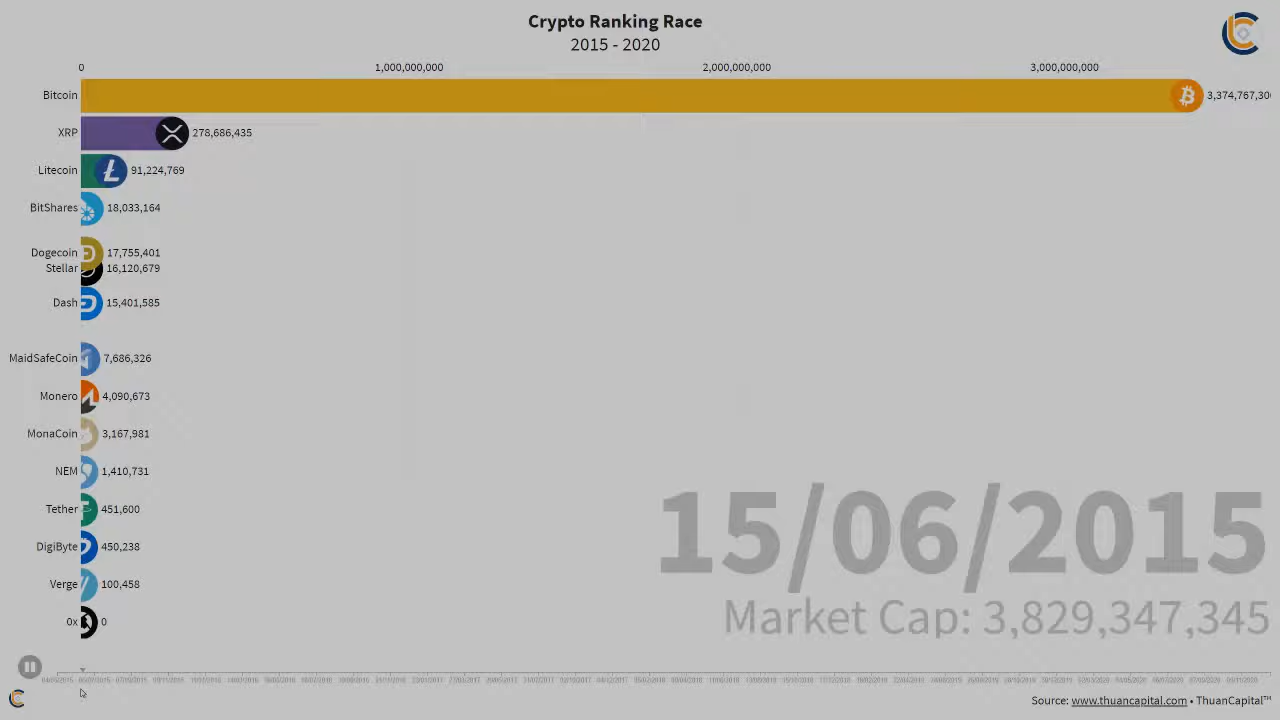 Crypto Ranking Race
2015 - 2020
0 1,000,000,000 2,000,000,000 3,000,000,000
Bitcoin 3,374,767,30
XRP 278,686,435
Litecoin 91,224,769
BitShares 18,033,164
Dogecoin 17,755,401
Stellar 16,120,679
Dash 15,401,585
MaidSafeCoin 7,686,326
Monero 4,090,673
MonaCoin 3,167,981
NEM 1,410,731
Tether 451,600
DigiByte 450,238
Verge 100,458
0x 0
15/06/2015
Market Cap: 3,829,347,345
Source: www.thuancapital.com • ThuanCapital™